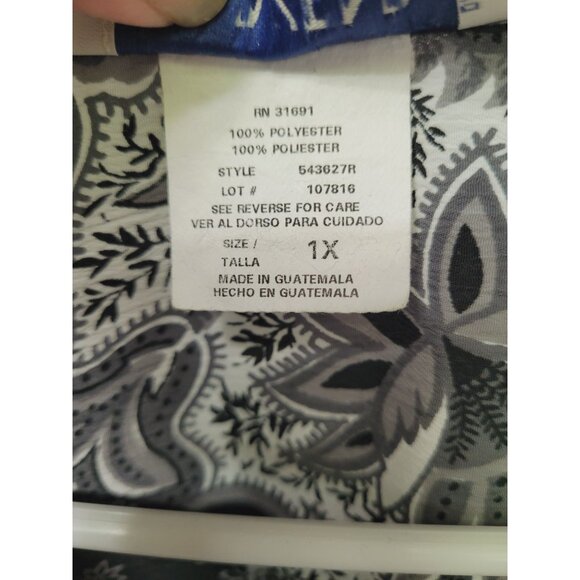 RN 31691
100% POLYESTER
100% POLIESTER
STYLE 543627R
LOT # 107816
SEE REVERSE FOR CARE
VER AL DORSO PARA CUIDADO
SIZE / 1X
TALLA
MADE IN GUATEMALA
HECHO EN GUATEMALA